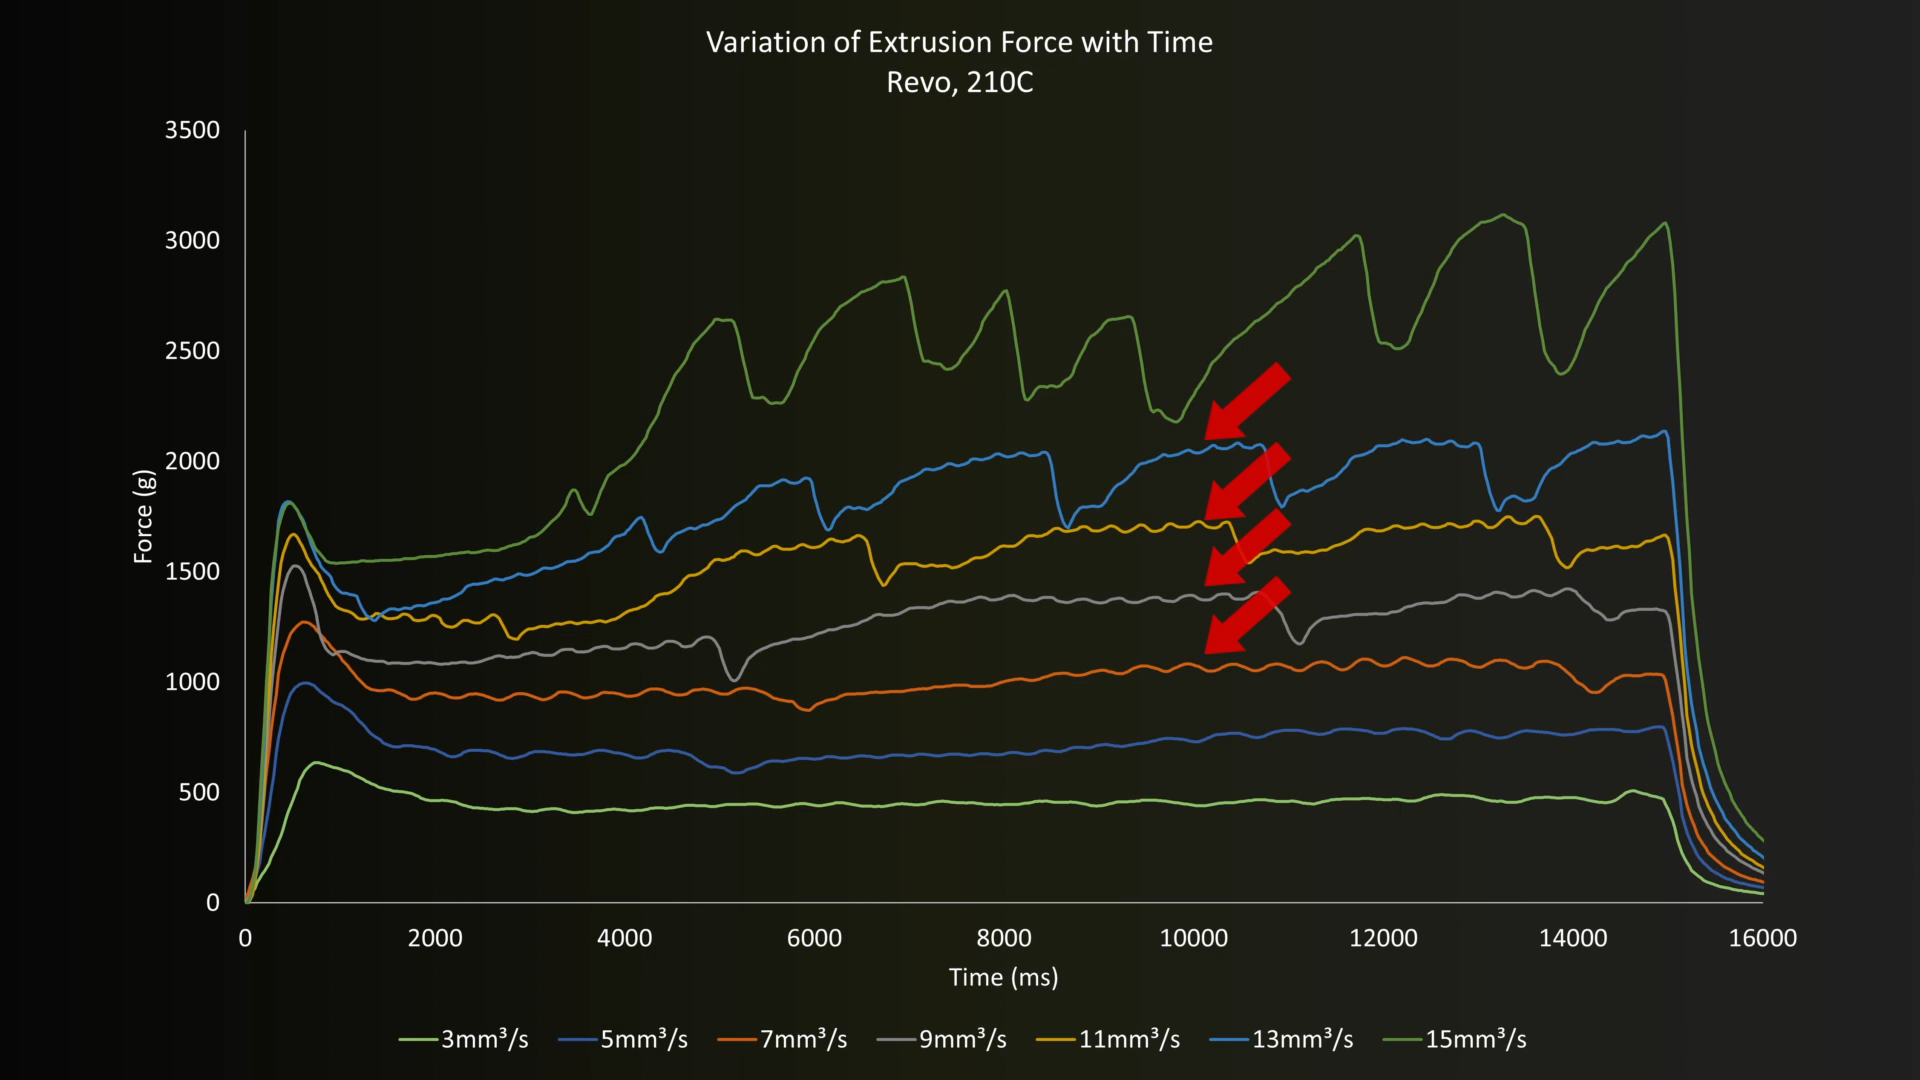 Variation of Extrusion Force with Time
Revo, 210C
3500
3000
2500
2000
1500
1000
500
0
Force (g)
0 2000 4000 6000 8000 10000 12000 14000 16000
Time (ms)
3mm³/s 5mm³/s 7mm³/s 9mm³/s 11mm³/s 13mm³/s 15mm³/s